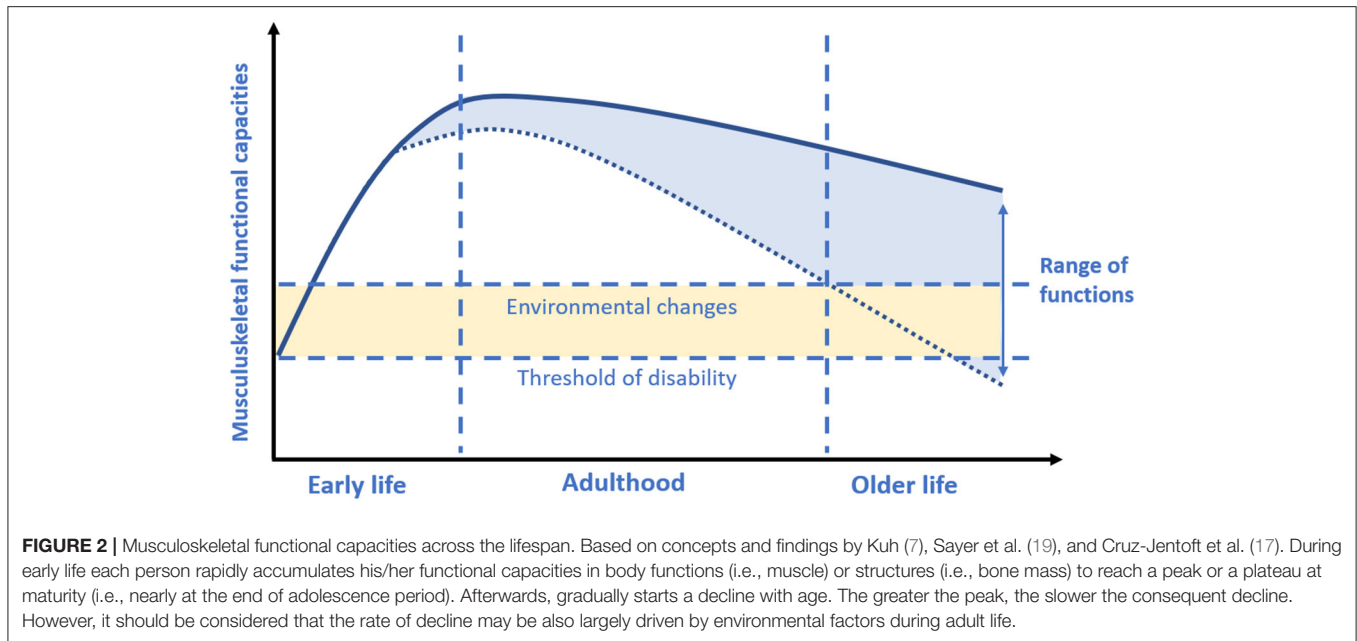 Musculuskeletal functional capacities
Environmental changes
Threshold of disability
Range of
functions
Early life
Adulthood
Older life
FIGURE 2 | Musculoskeletal functional capacities across the lifespan. Based on concepts and findings by Kuh (7), Sayer et al. (19), and Cruz-Jentoft et al. (17). During
early life each person rapidly accumulates his/her functional capacities in body functions (i.e., muscle) or structures (i.e., bone mass) to reach a peak or a plateau at
maturity (i.e., nearly at the end of adolescence period). Afterwards, gradually starts a decline with age. The greater the peak, the slower the consequent decline.
However, it should be considered that the rate of decline may be also largely driven by environmental factors during adult life.